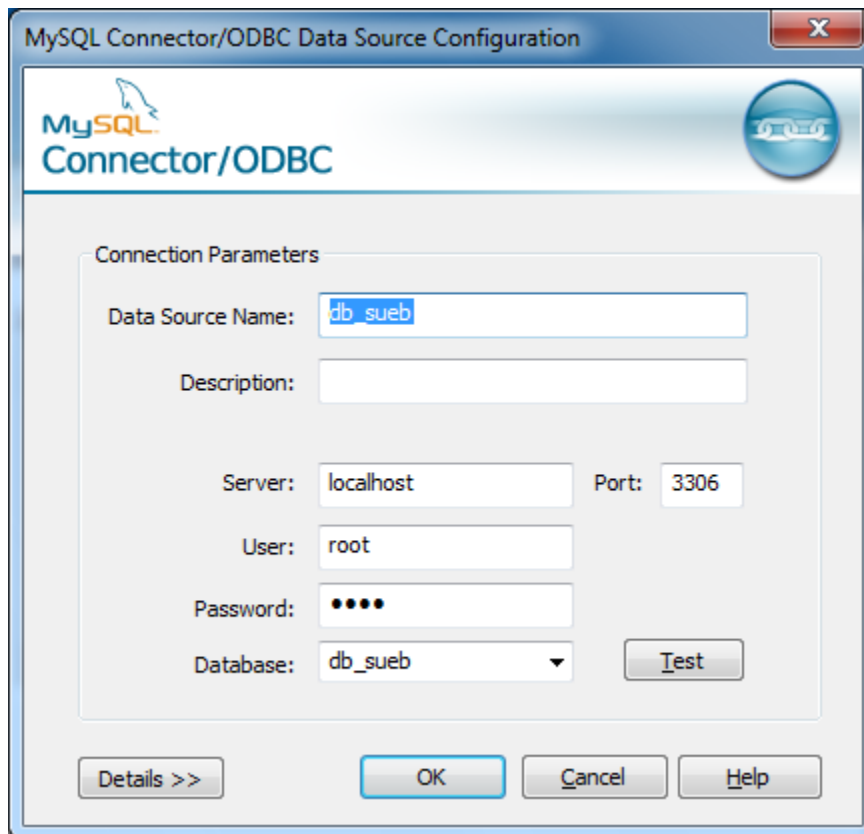 MySQL Connector/ODBC Data Source Configuration
MySQL
Connector/ODBC
Connection Parameters
Data Source Name: db_sueb
Description:
Server: localhost Port: 3306
User: root
Password: ••••
Database: db_sueb Test
Details >> OK Cancel Help